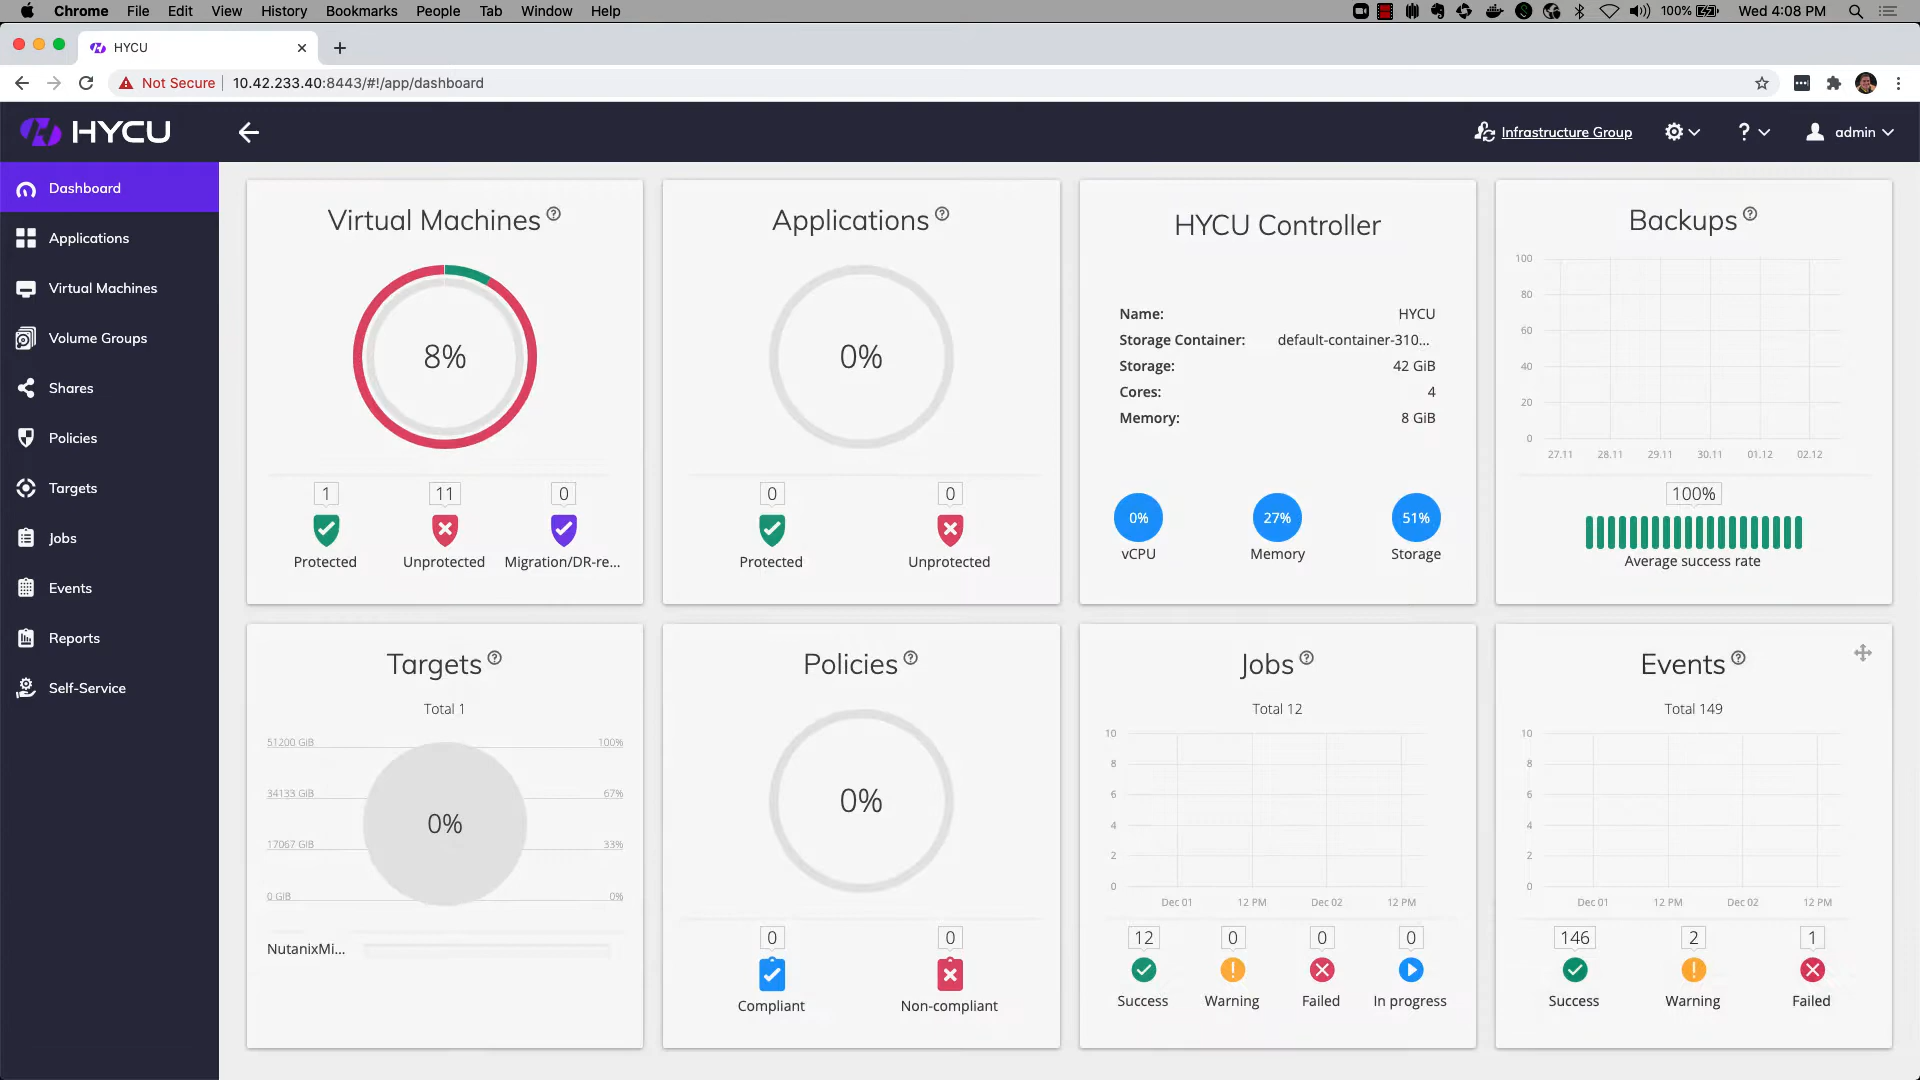 Chrome File Edit View History Bookmarks People Tab Window Help 100% Wed 4:08 PM
HYCU
Not Secure 10.42.233.40:8443/#!/app/dashboard
HYCU Infrastructure Group ? admin
Dashboard
Applications
Virtual Machines
Volume Groups
Shares
Policies
Targets
Jobs
Events
Reports
Self-Service
Virtual Machines ?
8%
1 11 0
Protected Unprotected Migration/DR-re...
Applications ?
0%
0 0
Protected Unprotected
HYCU Controller
Name: HYCU
Storage Container: default-container-310...
Storage: 42 GiB
Cores: 4
Memory: 8 GiB
0% 27% 51%
vCPU Memory Storage
Backups ?
100
80
60
40
20
0
27.11 28.11 29.11 30.11 01.12 02.12
100%
Average success rate
Targets ?
Total 1
51200 GiB 100%
34133 GiB 67%
0%
17067 GiB 33%
0 GiB 0%
NutanixMi...
Policies ?
0%
0 0
Compliant Non-compliant
Jobs ?
Total 12
10
8
6
4
2
0
Dec 01 12 PM Dec 02 12 PM
12 0 0 0
Success Warning Failed In progress
Events ?
Total 149
10
8
6
4
2
0
Dec 01 12 PM Dec 02 12 PM
146 2 1
Success Warning Failed